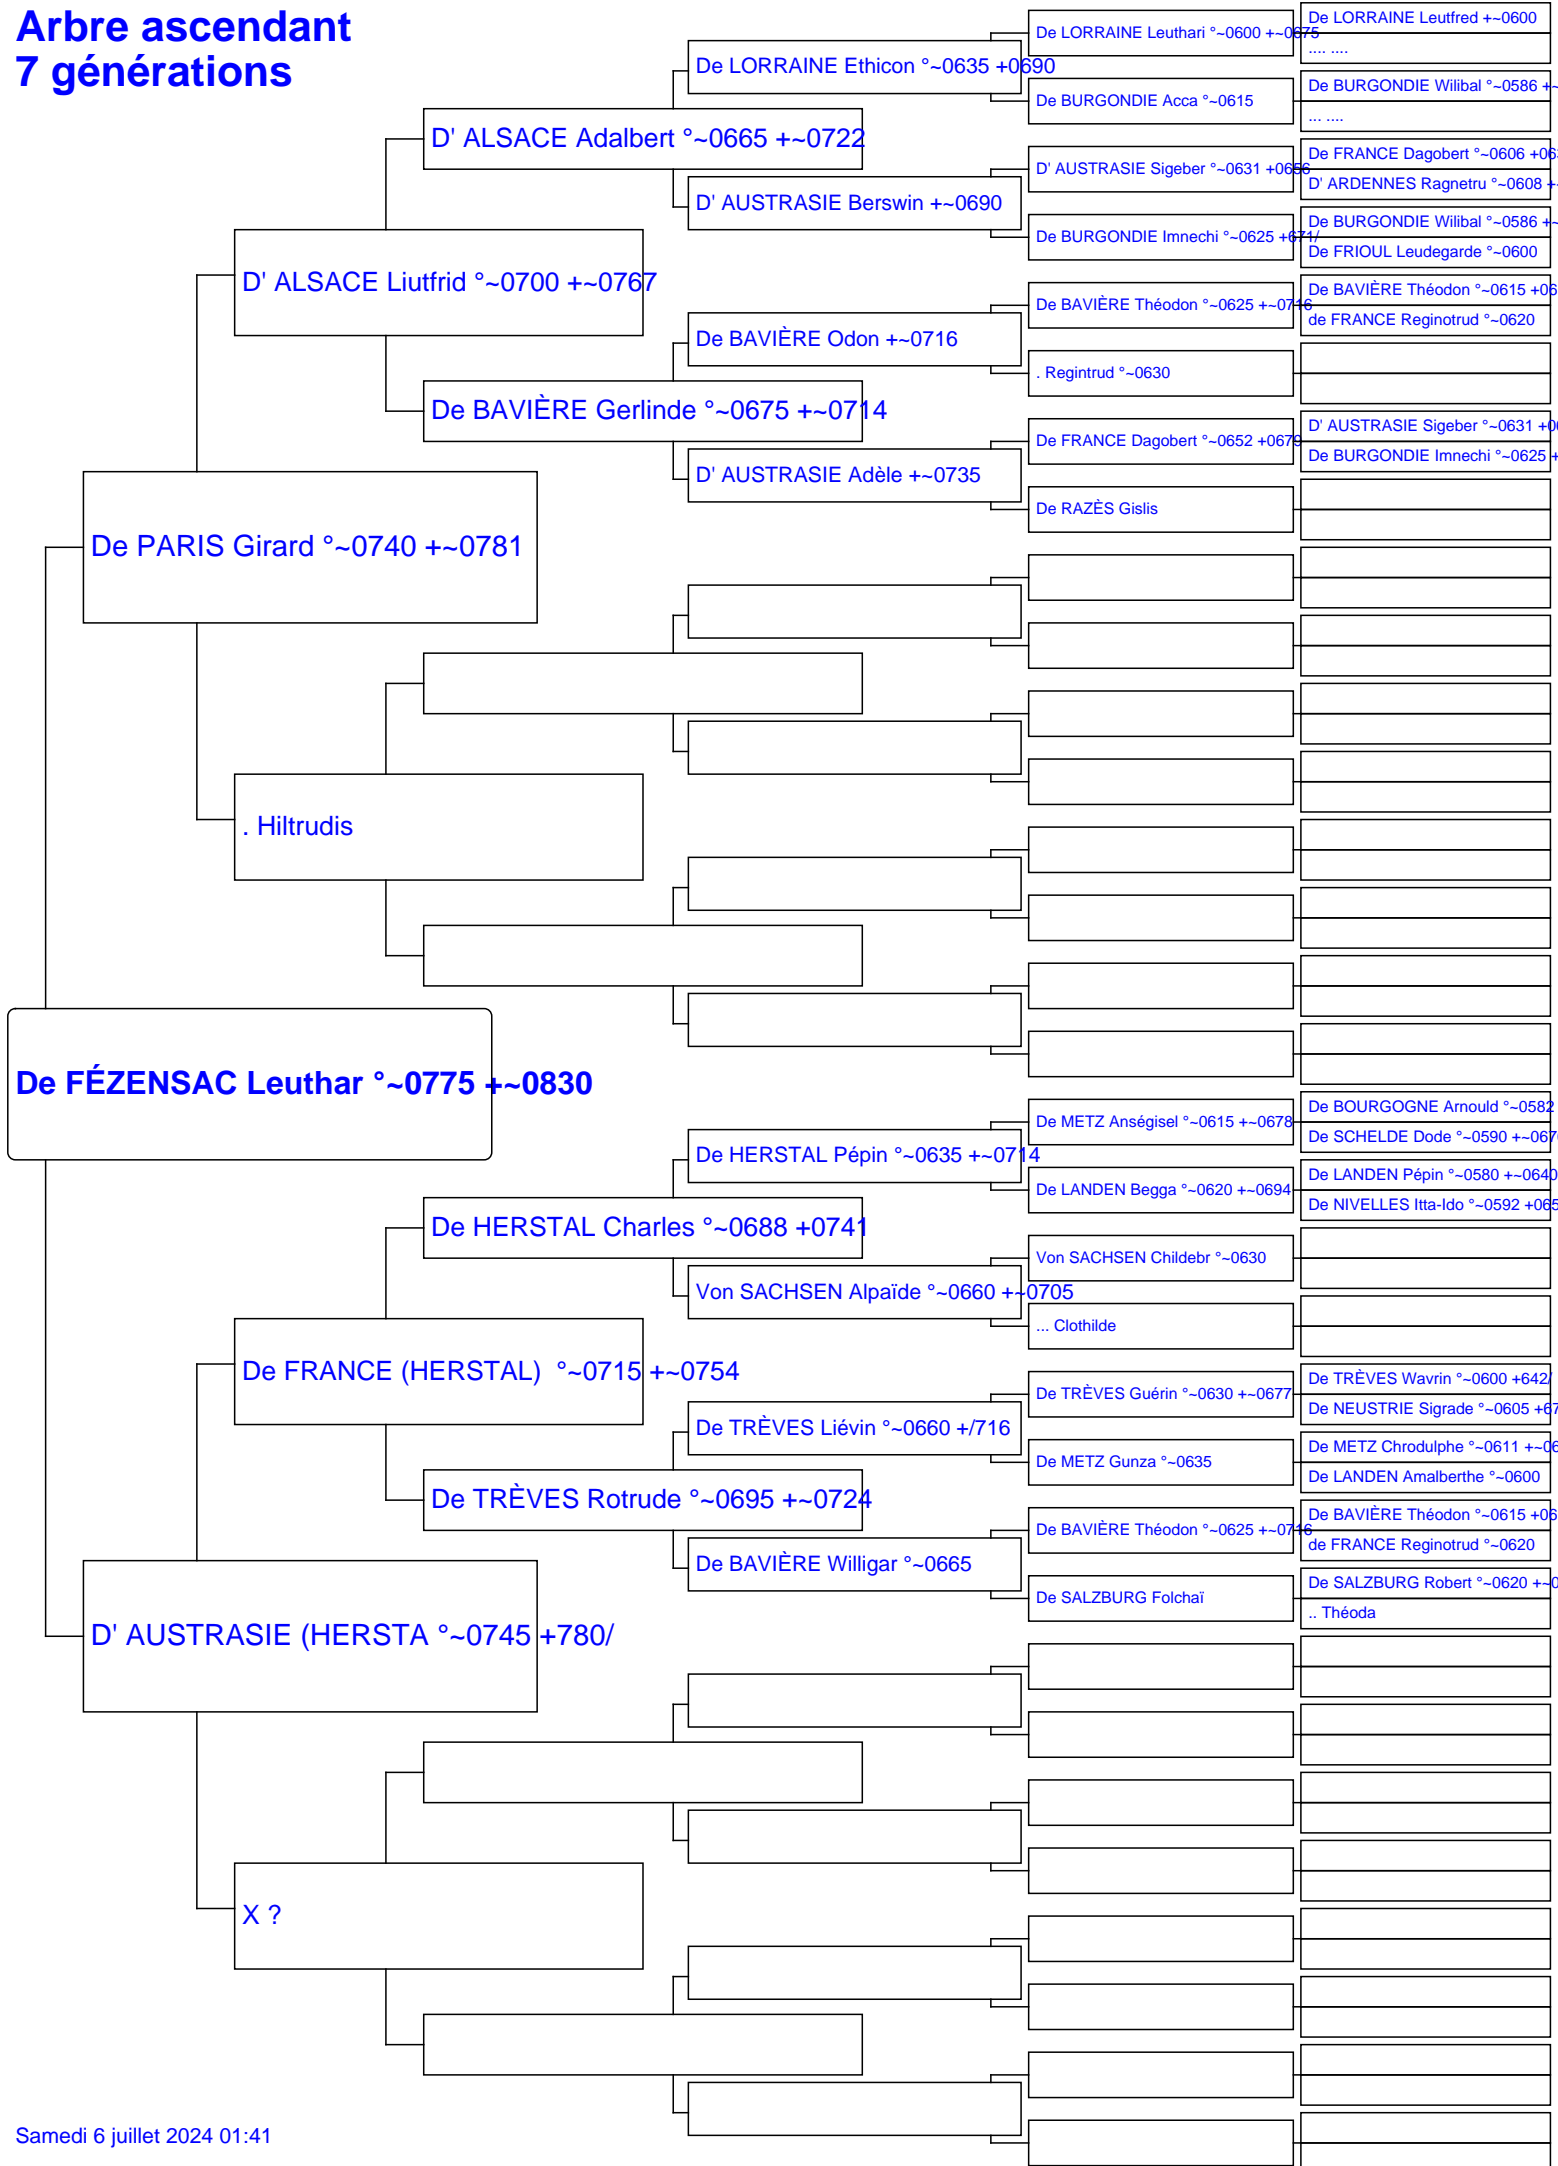 Arbre ascendant
7 générations
De FÉZENSAC Leuthar °~0775 +~0830
De PARIS Girard °~0740 +~0781
D' AUSTRASIE (HERSTA °~0745 +780/
D' ALSACE Liutfrid °~0700 +~0767
. Hiltrudis
De FRANCE (HERSTAL) °~0715 +~0754
X ?
D' ALSACE Adalbert °~0665 +~0722
De BAVIÈRE Gerlinde °~0675 +~0714
De HERSTAL Charles °~0688 +0741
De TRÈVES Rotrude °~0695 +~0724
De LORRAINE Ethicon °~0635 +0690
D' AUSTRASIE Berswin +~0690
De BAVIÈRE Odon +~0716
D' AUSTRASIE Adèle +~0735
De HERSTAL Pépin °~0635 +~0714
Von SACHSEN Alpaïde °~0660 +~0705
De TRÈVES Liévin °~0660 +/716
De BAVIÈRE Willigar °~0665
De LORRAINE Leuthari °~0600 +~0675
De BURGONDIE Acca °~0615
D' AUSTRASIE Sigeber °~0631 +0656
De BURGONDIE Imnechi °~0625 +671/
De BAVIÈRE Théodon °~0625 +~0716
. Regintrud °~0630
De FRANCE Dagobert °~0652 +0679
De RAZÈS Gislis
De METZ Anségisel °~0615 +~0678
De LANDEN Begga °~0620 +~0694
Von SACHSEN Childebr °~0630
... Clothilde
De TRÈVES Guérin °~0630 +~0677
De METZ Gunza °~0635
De BAVIÈRE Théodon °~0625 +~0716
De SALZBURG Folchaï
De LORRAINE Leutfred +~0600
.... ....
De BURGONDIE Wilibal °~0586 +~
... ....
De FRANCE Dagobert °~0606 +063
D' ARDENNES Ragnetru °~0608 +~
De BURGONDIE Wilibal °~0586 +~
De FRIOUL Leudegarde °~0600
De BAVIÈRE Théodon °~0615 +06
de FRANCE Reginotrud °~0620
D' AUSTRASIE Sigeber °~0631 +06
De BURGONDIE Imnechi °~0625 +
De BOURGOGNE Arnould °~0582
De SCHELDE Dode °~0590 +~067
De LANDEN Pépin °~0580 +~0640
De NIVELLES Itta-Ido °~0592 +065
De TRÈVES Wavrin °~0600 +642/
De NEUSTRIE Sigrade °~0605 +67
De METZ Chrodulphe °~0611 +~06
De LANDEN Amalberthe °~0600
De BAVIÈRE Théodon °~0615 +06
de FRANCE Reginotrud °~0620
De SALZBURG Robert °~0620 +~0
.. Théoda
Samedi 6 juillet 2024 01:41